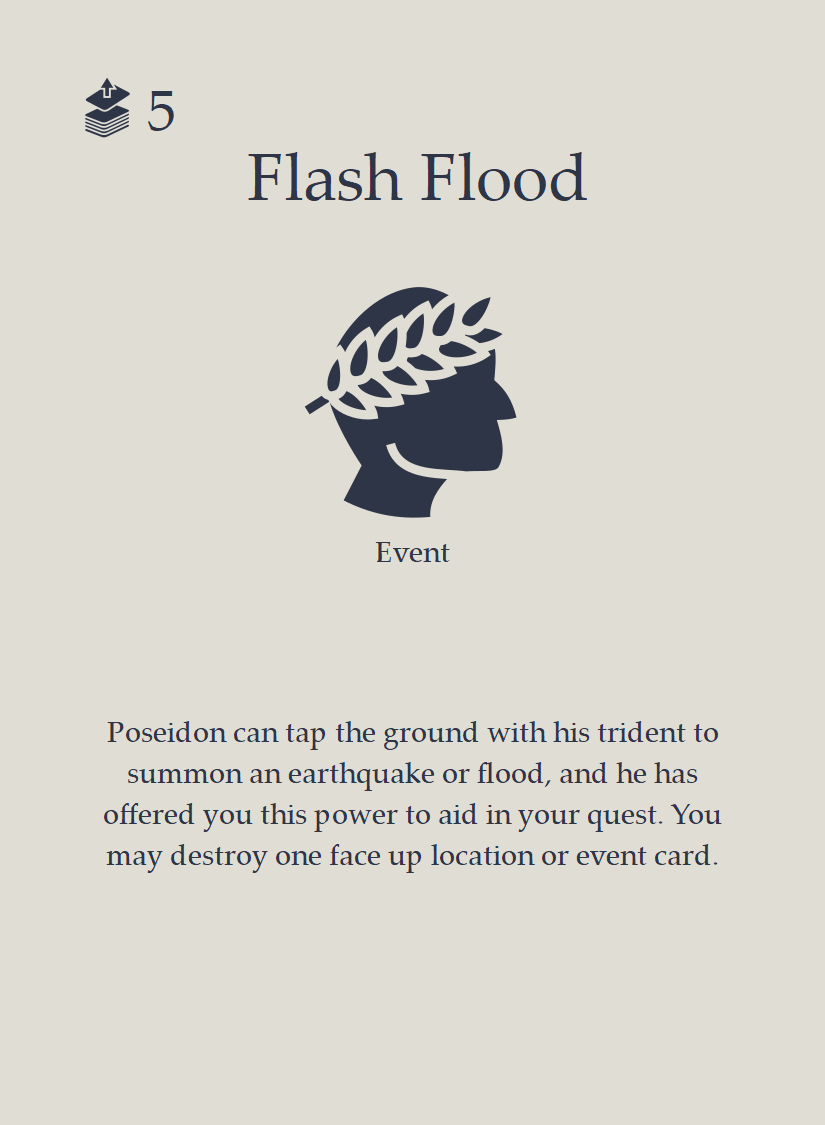 5
Flash Flood
Event
Poseidon can tap the ground with his trident to
summon an earthquake or flood, and he has
offered you this power to aid in your quest. You
may destroy one face up location or event card.